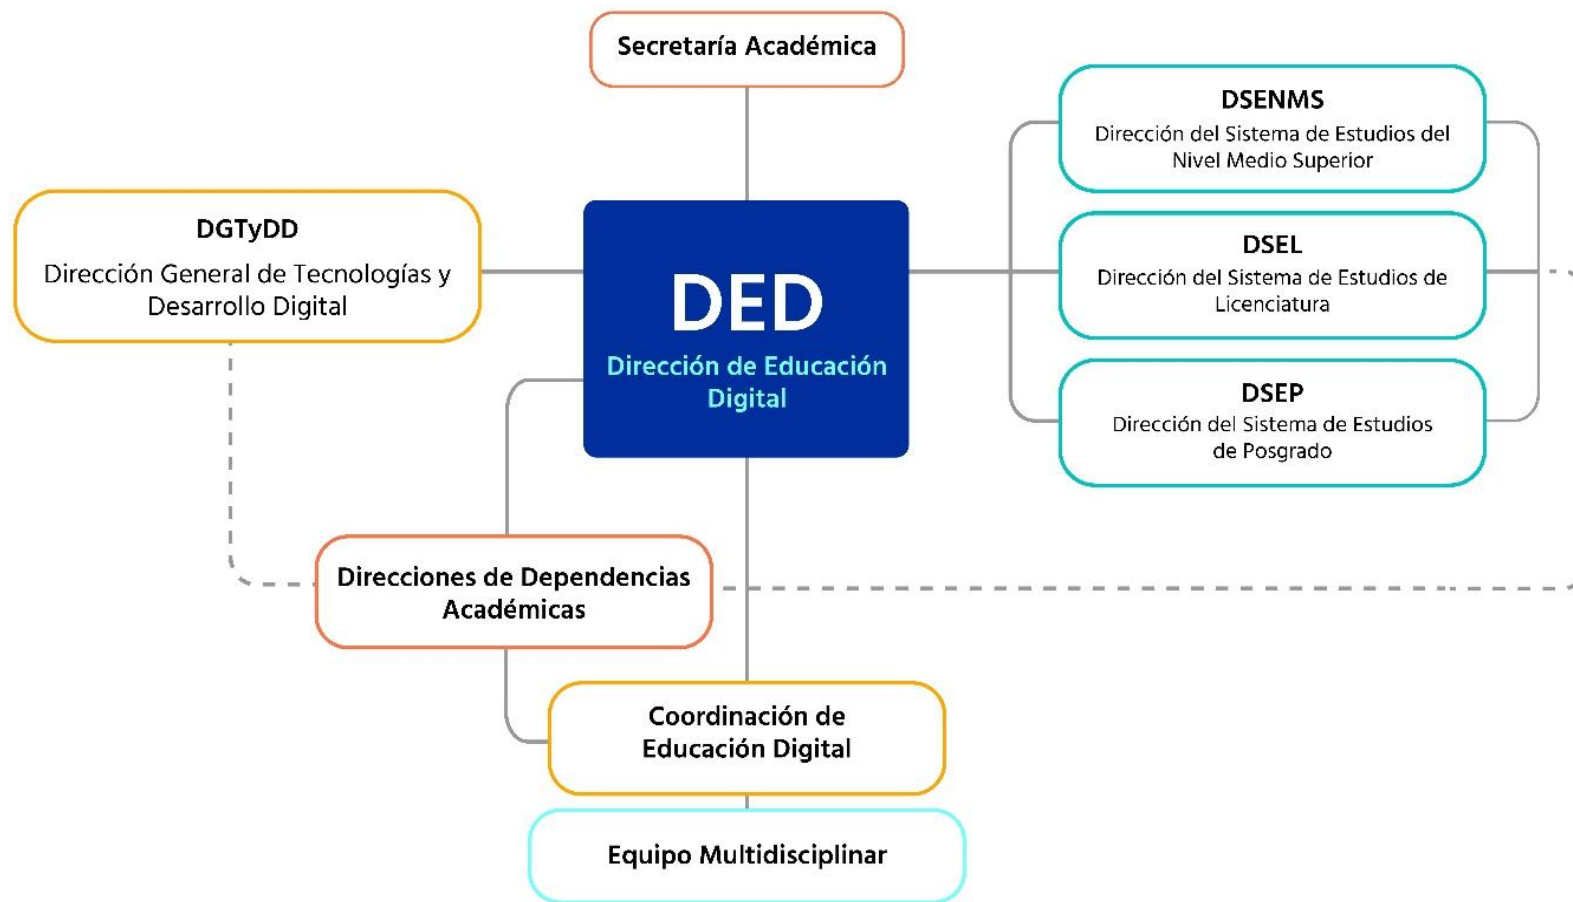 Secretaría Académica
DSENMS
Dirección del Sistema de Estudios del
Nivel Medio Superior
DGTyDD
Dirección General de Tecnologías y
Desarrollo Digital
DED
Dirección de Educación
Digital
DSEL
Dirección del Sistema de Estudios de
Licenciatura
DSEP
Dirección del Sistema de Estudios
de Posgrado
Direcciones de Dependencias
Académicas
Coordinación de
Educación Digital
Equipo Multidisciplinar